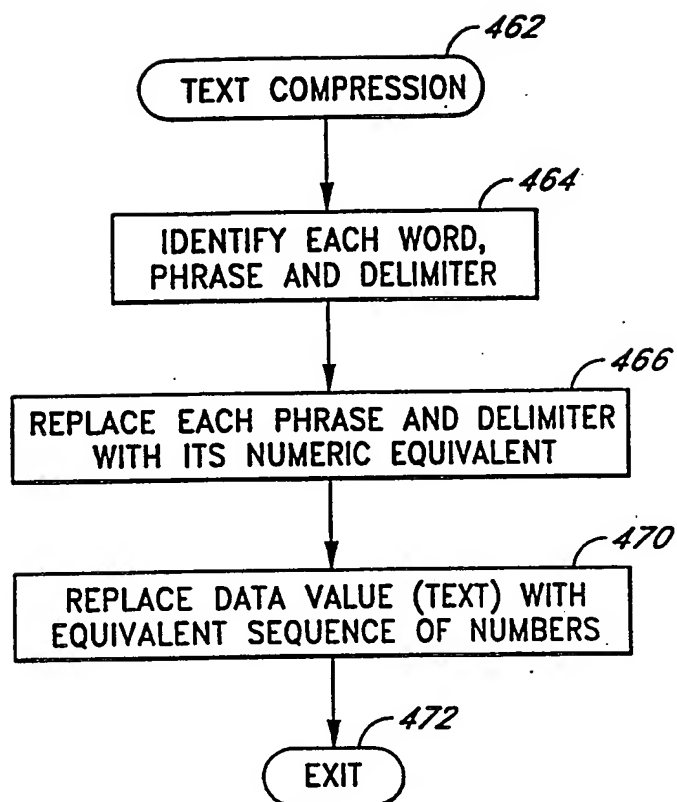 462
TEXT COMPRESSION
464
IDENTIFY EACH WORD,
PHRASE AND DELIMITER
466
REPLACE EACH PHRASE AND DELIMITER
WITH ITS NUMERIC EQUIVALENT
470
REPLACE DATA VALUE (TEXT) WITH
EQUIVALENT SEQUENCE OF NUMBERS
472
EXIT